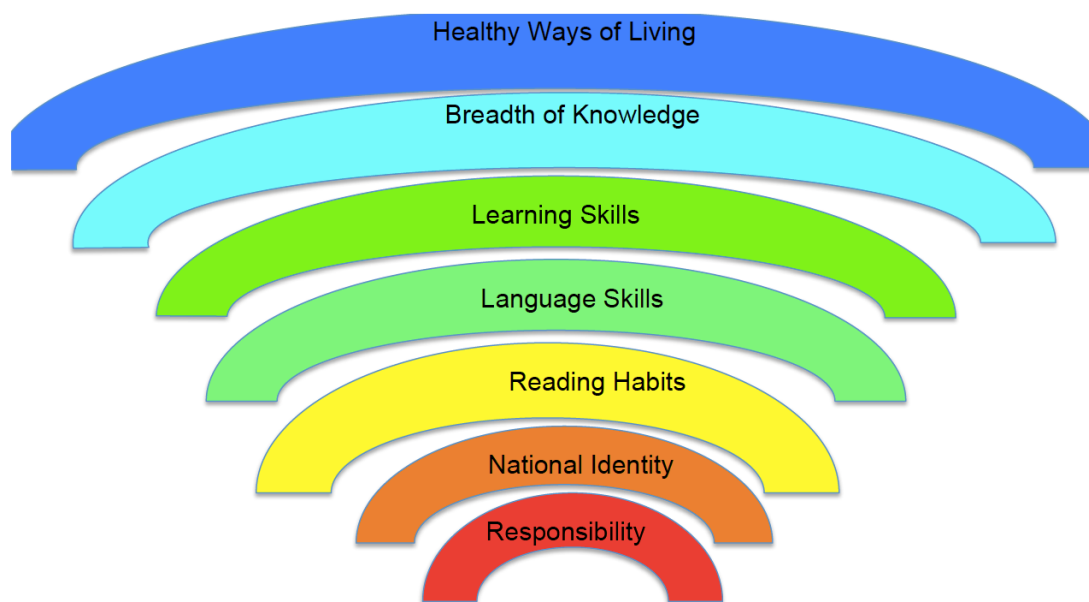 Healthy Ways of Living
Breadth of Knowledge
Learning Skills
Language Skills
Reading Habits
National Identity
Responsibility